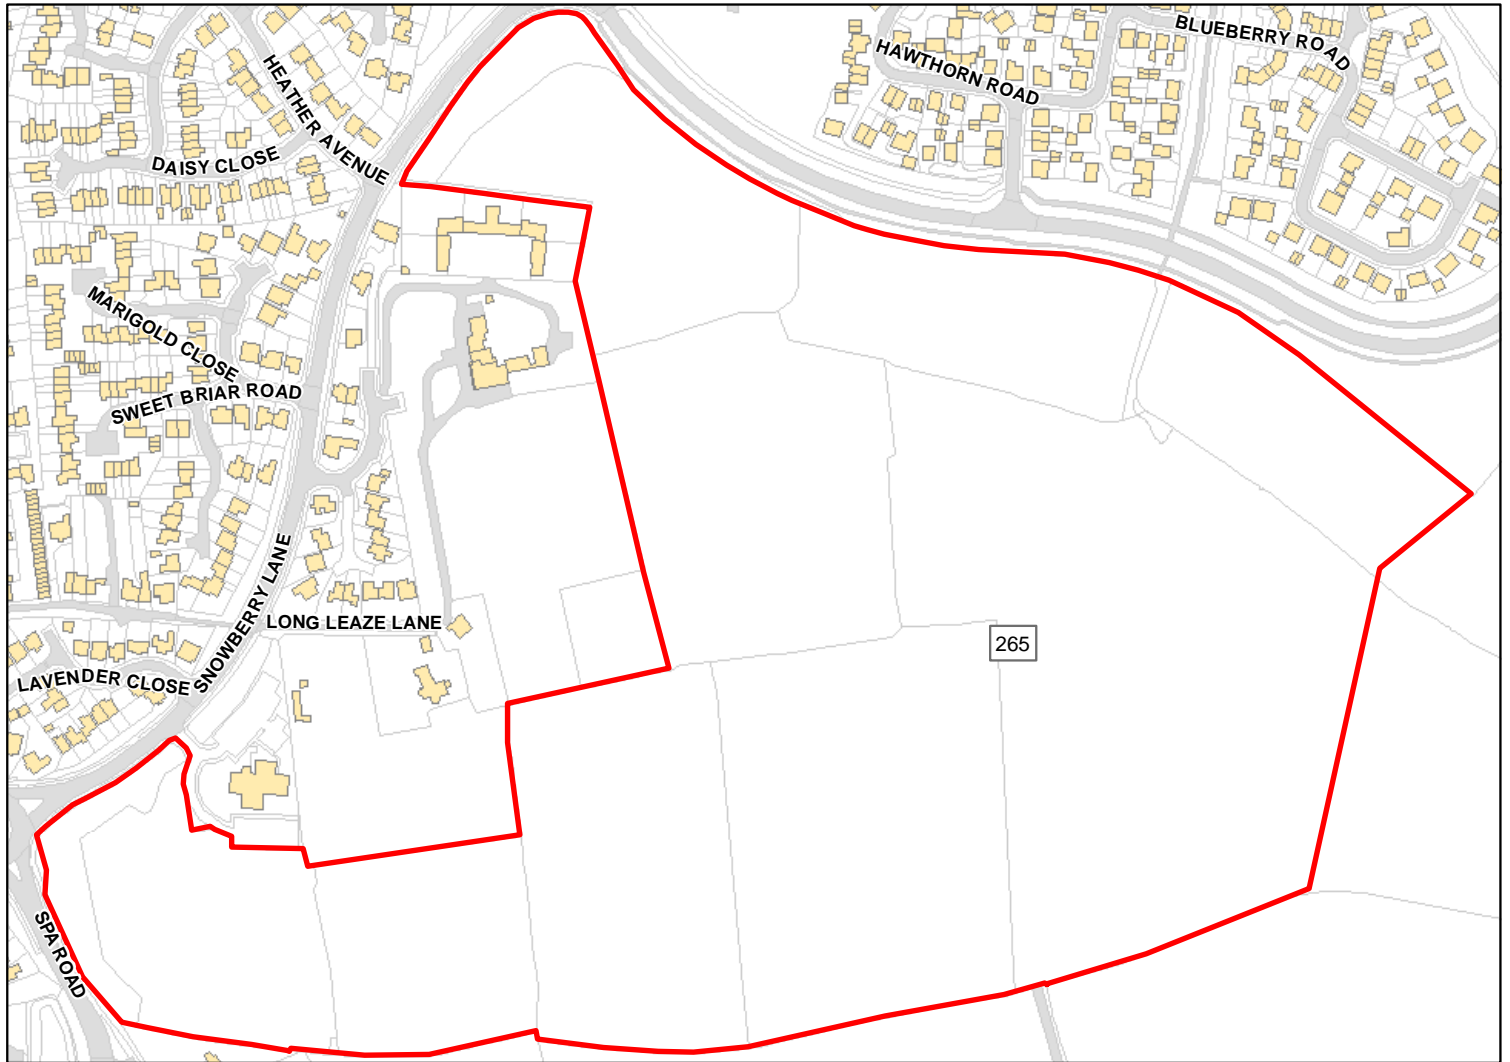 BLUEBERRY ROAD
HAWTHORN ROAD
HEATHER AVENUE
DAISY CLOSE
MARIGOLD CLOSE
SWEET BRIAR ROAD
SNOWBERRY LANE
LONG LEAZE LANE
265
LAVENDER CLOSE
SPA ROAD